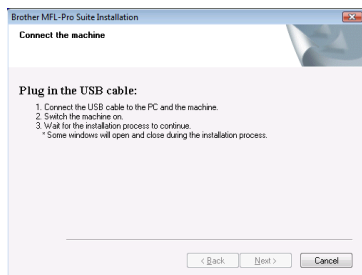 Brother MFL-Pro Suite Installation
Connect the machine
Plug in the USB cable:
1. Connect the USB cable to the PC and the machine.
2. Switch the machine on.
3. Wait for the installation process to continue.
* Some windows will open and close during the installation process.
< Back
Next >
Cancel